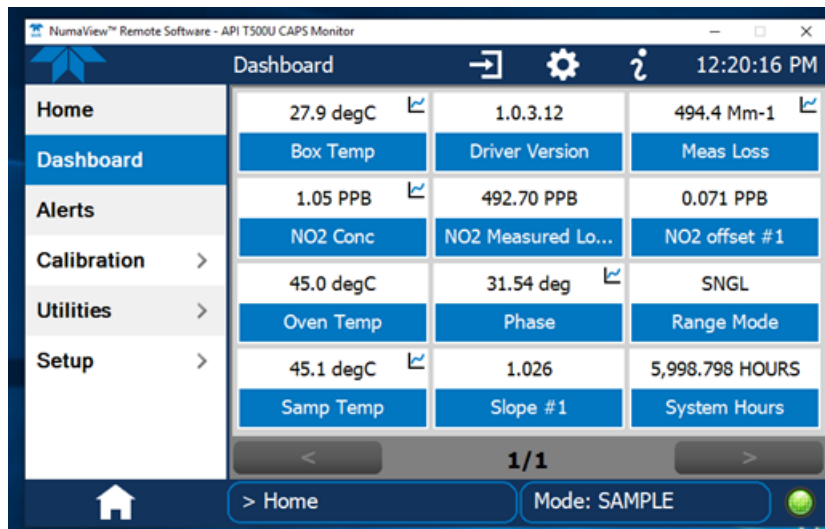 NumaView™ Remote Software - API T500U CAPS Monitor
Dashboard
12:20:16 PM
Home
Dashboard
Alerts
Calibration >
Utilities >
Setup >
27.9 degC
Box Temp
1.0.3.12
Driver Version
494.4 Mm-1
Meas Loss
1.05 PPB
NO2 Conc
492.70 PPB
NO2 Measured Lo...
0.071 PPB
NO2 offset #1
45.0 degC
Oven Temp
31.54 deg
Phase
SNGL
Range Mode
45.1 degC
Samp Temp
1.026
Slope #1
5,998.798 HOURS
System Hours
< 1/1 >
> Home
Mode: SAMPLE